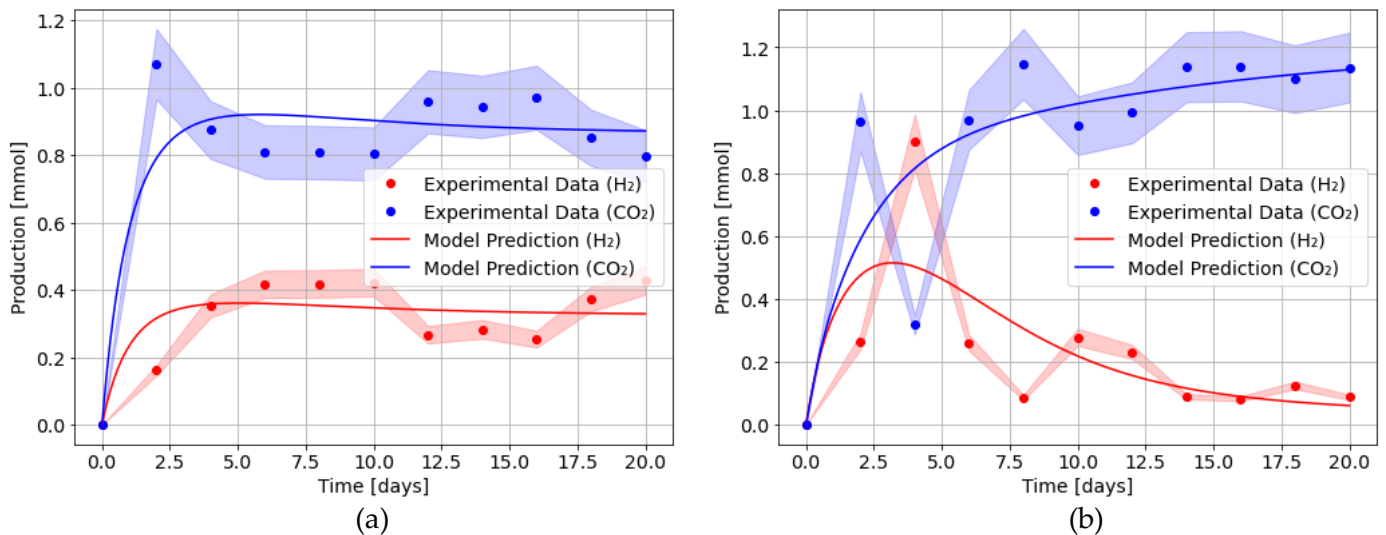 1.2
1.0
0.8
0.6
0.4
0.2
0.0
Production [mmol]
Experimental Data (H₂)
Experimental Data (CO₂)
Model Prediction (H₂)
Model Prediction (CO₂)
0.0 2.5 5.0 7.5 10.0 12.5 15.0 17.5 20.0
Time [days]
(a)
1.2
1.0
0.8
0.6
0.4
0.2
0.0
Production [mmol]
Experimental Data (H₂)
Experimental Data (CO₂)
Model Prediction (H₂)
Model Prediction (CO₂)
0.0 2.5 5.0 7.5 10.0 12.5 15.0 17.5 20.0
Time [days]
(b)